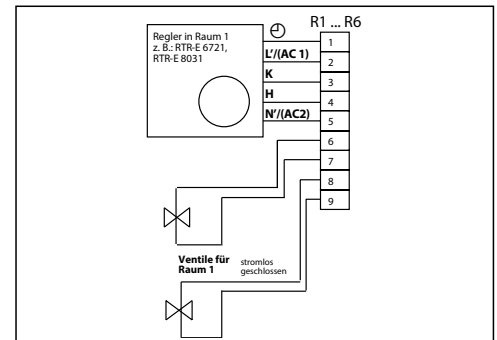 R1 ... R6
Regler in Raum 1
z. B.: RTR-E 6721,
RTR-E 8031
L'/(AC 1)
K
H
N'/(AC2)
1
2
3
4
5
6
7
8
9
Ventile für
Raum 1
stromlos
geschlossen